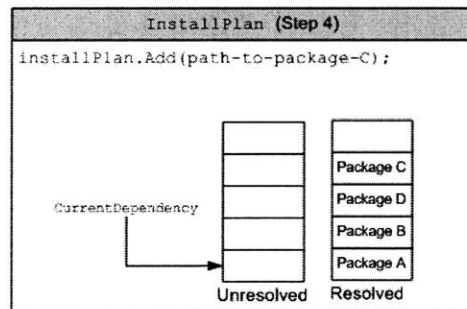 InstallPlan (Step 4)
installPlan.Add(path-to-package-C);
Package C
Package D
CurrentDependency
Package B
Package A
Unresolved
Resolved